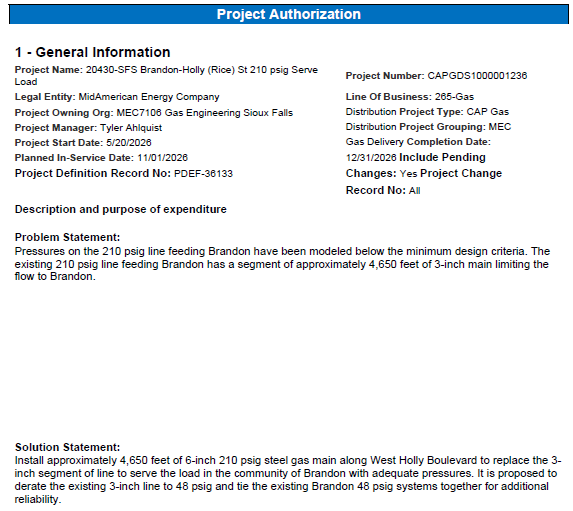 Project Authorization
1 - General Information
Project Name: 20430-SFS Brandon-Holly (Rice) St 210 psig Serve
Load
Legal Entity: MidAmerican Energy Company
Project Owning Org: MEC7106 Gas Engineering Sioux Falls
Project Manager: Tyler Ahlquist
Project Start Date: 5/20/2026
Planned In-Service Date: 11/01/2026
Project Definition Record No: PDEF-36133
Project Number: CAPGDS1000001236
Line Of Business: 265-Gas
Distribution Project Type: CAP Gas
Distribution Project Grouping: MEC
Gas Delivery Completion Date:
12/31/2026 Include Pending
Changes: Yes Project Change
Record No: All
Description and purpose of expenditure
Problem Statement:
Pressures on the 210 psig line feeding Brandon have been modeled below the minimum design criteria. The
existing 210 psig line feeding Brandon has a segment of approximately 4,650 feet of 3-inch main limiting the
flow to Brandon.
Solution Statement:
Install approximately 4,650 feet of 6-inch 210 psig steel gas main along West Holly Boulevard to replace the 3-
inch segment of line to serve the load in the community of Brandon with adequate pressures. It is proposed to
derate the existing 3-inch line to 48 psig and tie the existing Brandon 48 psig systems together for additional
reliability.